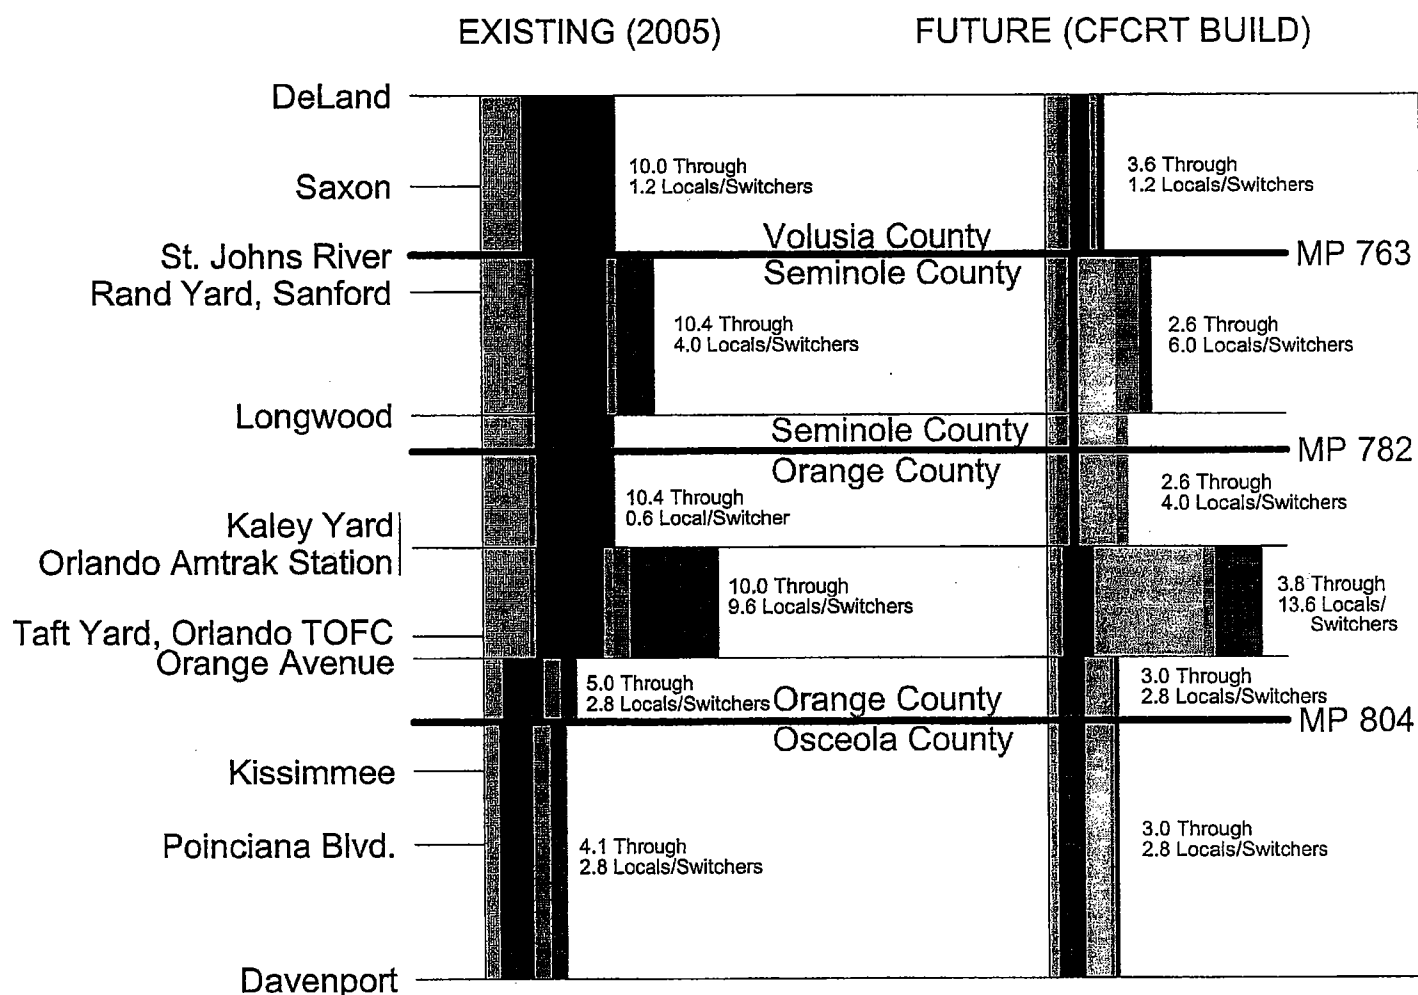 EXISTING (2005)
FUTURE (CFCRT BUILD)
DeLand
10.0 Through
1.2 Locals/Switchers
3.6 Through
1.2 Locals/Switchers
Saxon
Volusia County
St. Johns River
MP 763
Seminole County
Rand Yard, Sanford
10.4 Through
4.0 Locals/Switchers
2.6 Through
6.0 Locals/Switchers
Longwood
Seminole County
MP 782
Orange County
10.4 Through
0.6 Local/Switcher
2.6 Through
4.0 Locals/Switchers
Kaley Yard
Orlando Amtrak Station
10.0 Through
9.6 Locals/Switchers
3.8 Through
13.6 Locals/
Switchers
Taft Yard, Orlando TOFC
Orange Avenue
5.0 Through
2.8 Locals/Switchers
3.0 Through
2.8 Locals/Switchers
Orange County
MP 804
Osceola County
Kissimmee
Poinciana Blvd.
4.1 Through
2.8 Locals/Switchers
3.0 Through
2.8 Locals/Switchers
Davenport